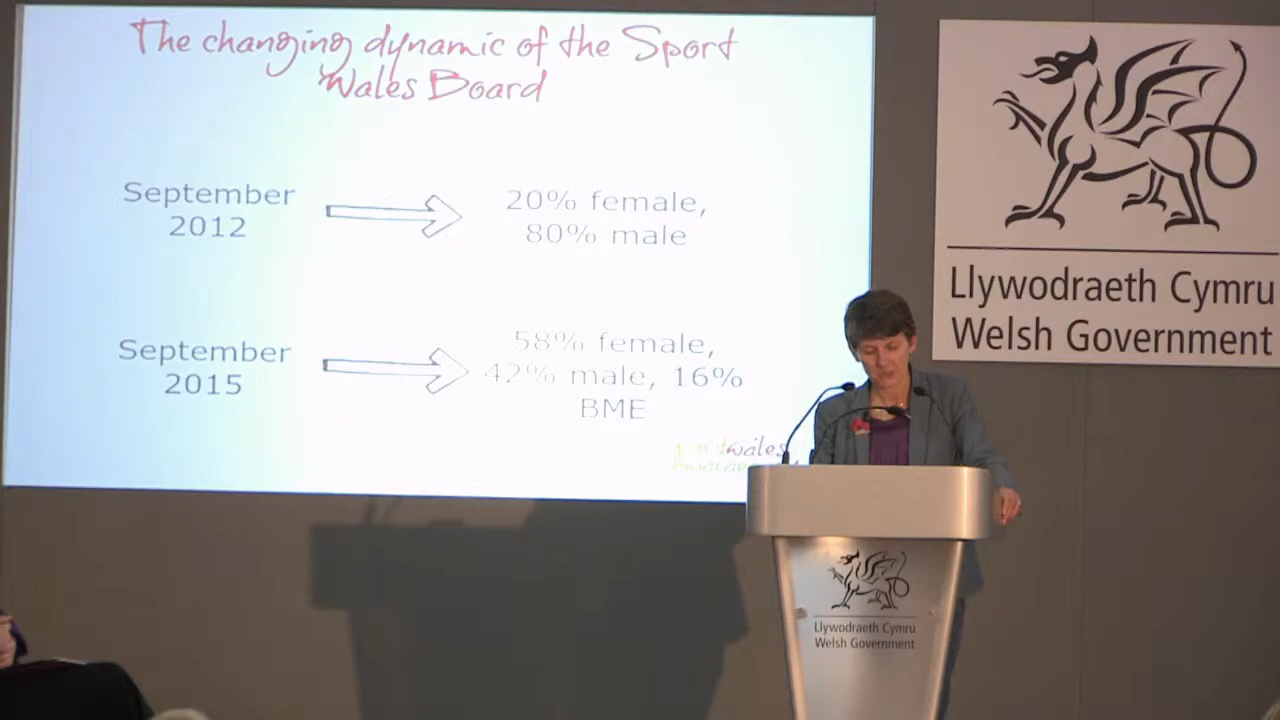 The changing dynamic of the Sport
Wales Board
September
2012
20% female,
80% male
September
2015
58% female,
42% male, 16%
BME
wales
Llywodraeth Cymru
Welsh Government
Llywodraeth Cymru
Welsh Government